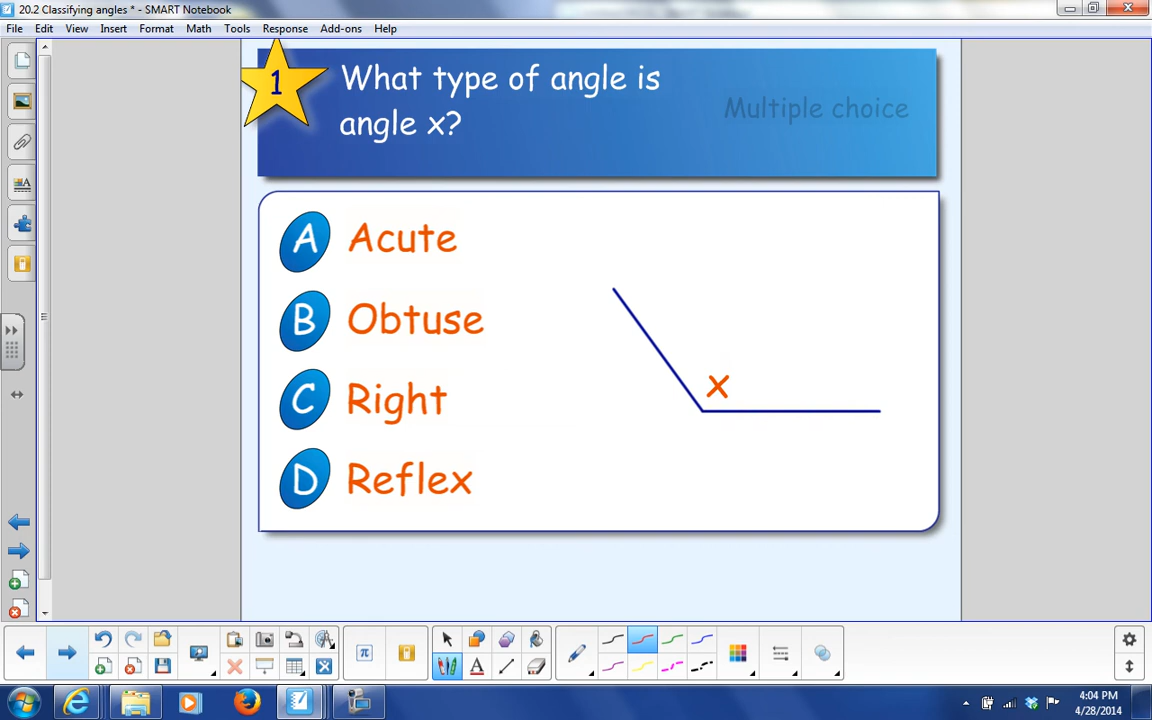 20.2 Classifying angles * - SMART Notebook
File Edit View Insert Format Math Tools Response Add-ons Help
1
What type of angle is
angle x?
Multiple choice
A Acute
B Obtuse
C Right
D Reflex
x
π
A
4:04 PM
4/28/2014